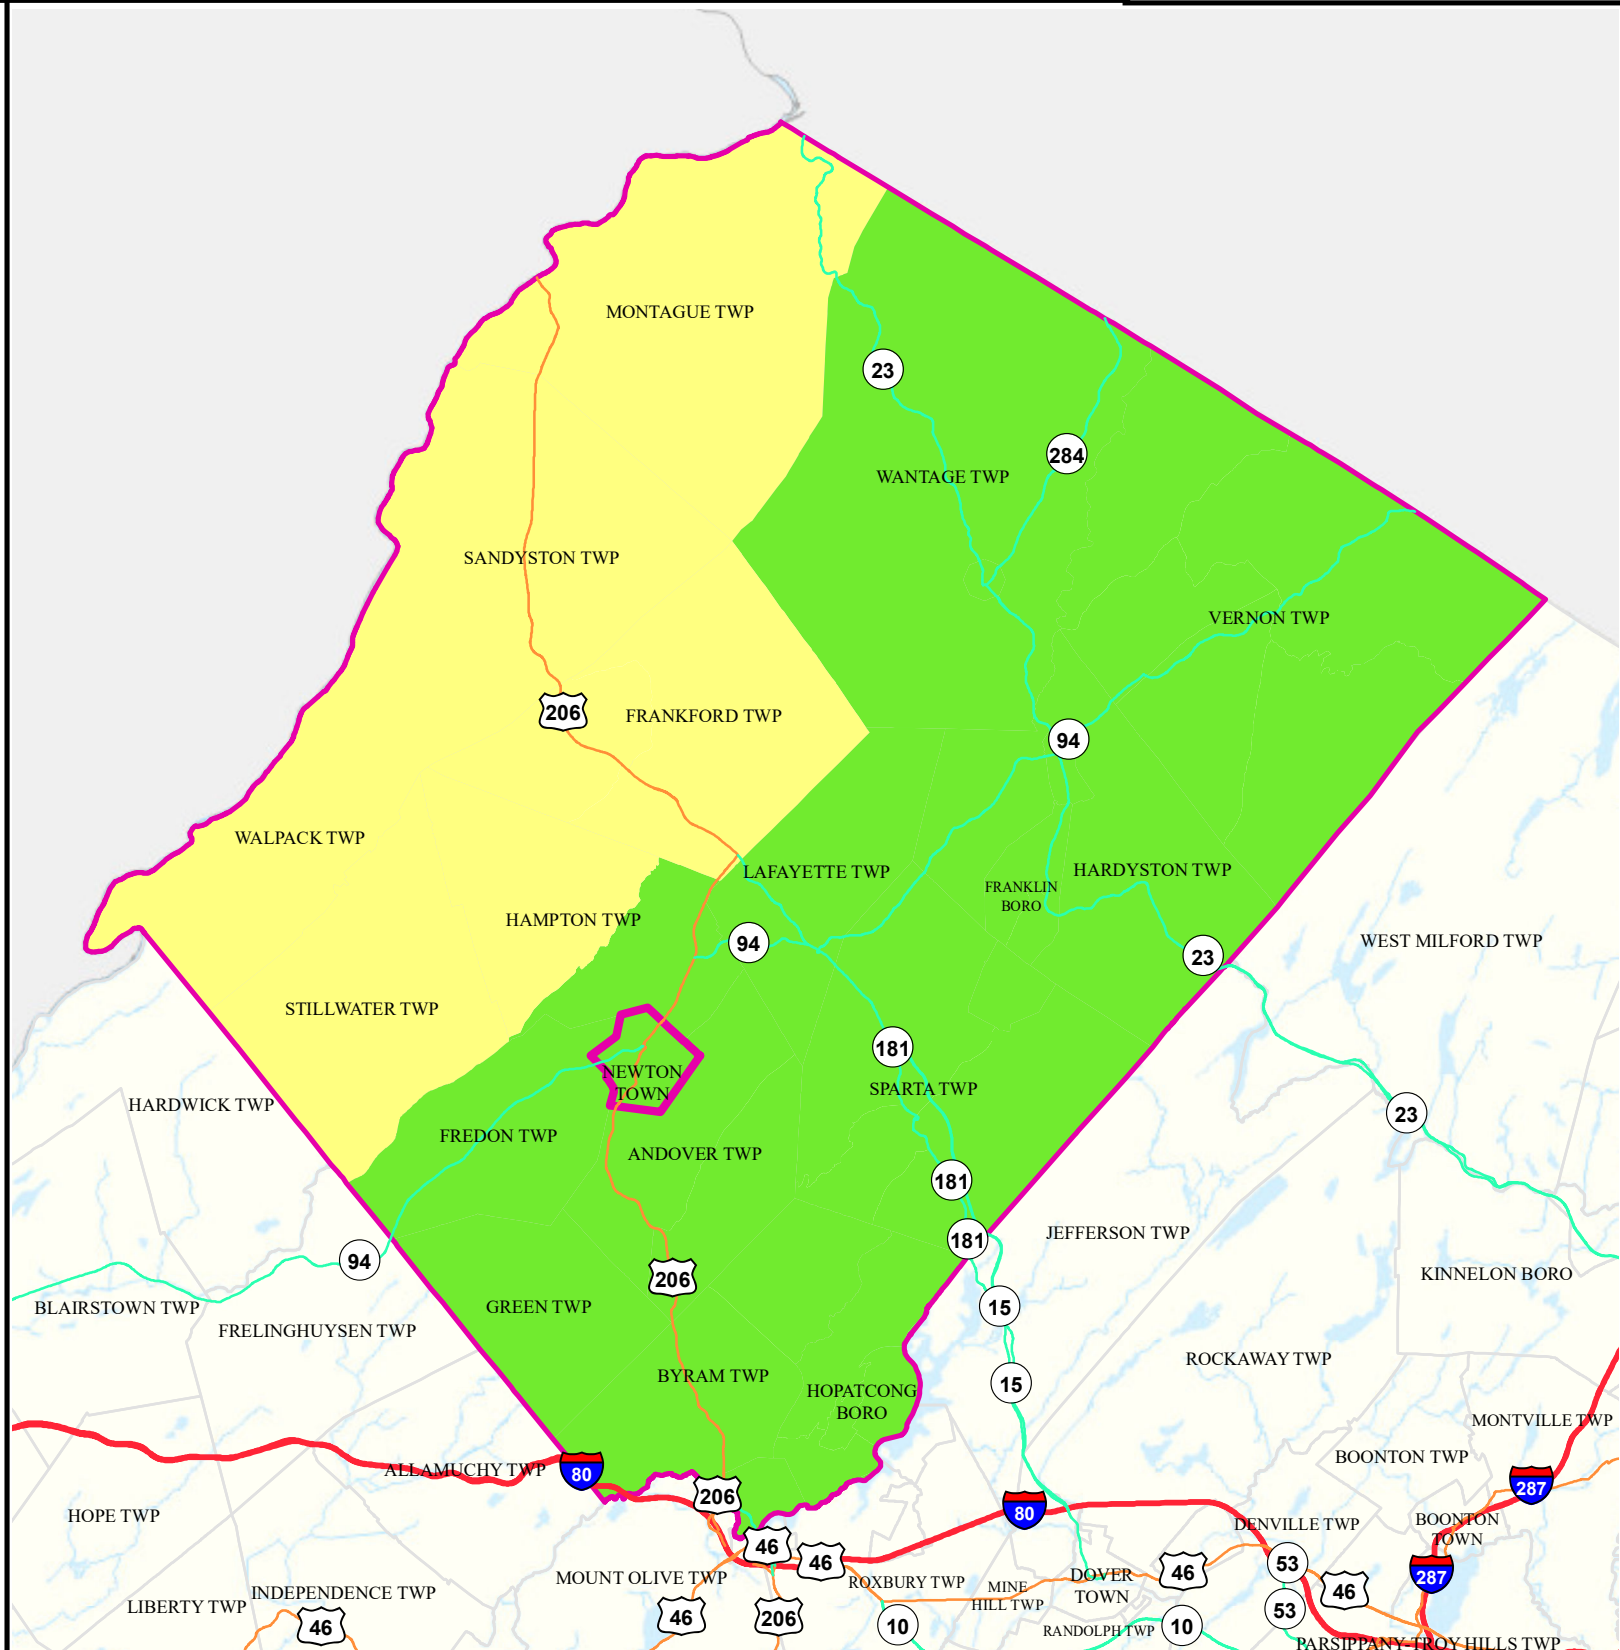 MONTAGUE TWP
23
284
WANTAGE TWP
SANDYSTON TWP
VERNON TWP
206
FRANKFORD TWP
94
WALPACK TWP
LAFAYETTE TWP
HARDYSTON TWP
FRANKLIN
BORO
HAMPTON TWP
94
WEST MILFORD TWP
23
STILLWATER TWP
181
NEWTON
TOWN
SPARTA TWP
HARDWICK TWP
23
FREDON TWP
ANDOVER TWP
181
JEFFERSON TWP
181
94
KINNELON BORO
206
15
BLAIRSTOWN TWP
GREEN TWP
FRELINGHUYSEN TWP
ROCKAWAY TWP
BYRAM TWP
15
HOPATCONG
BORO
MONTVILLE TWP
BOONTON TWP
ALLAMUCHY TWP
80
287
206
HOPE TWP
80
DENVILLE TWP
BOONTON
TOWN
46
46
53
MOUNT OLIVE TWP
ROXBURY TWP
MINE
HILL TWP
DOVER
TOWN
46
287
46
INDEPENDENCE TWP
LIBERTY TWP
46
46
206
10
RANDOLPH TWP
10
53
PARSIPPANY-TROY HILLS TWP